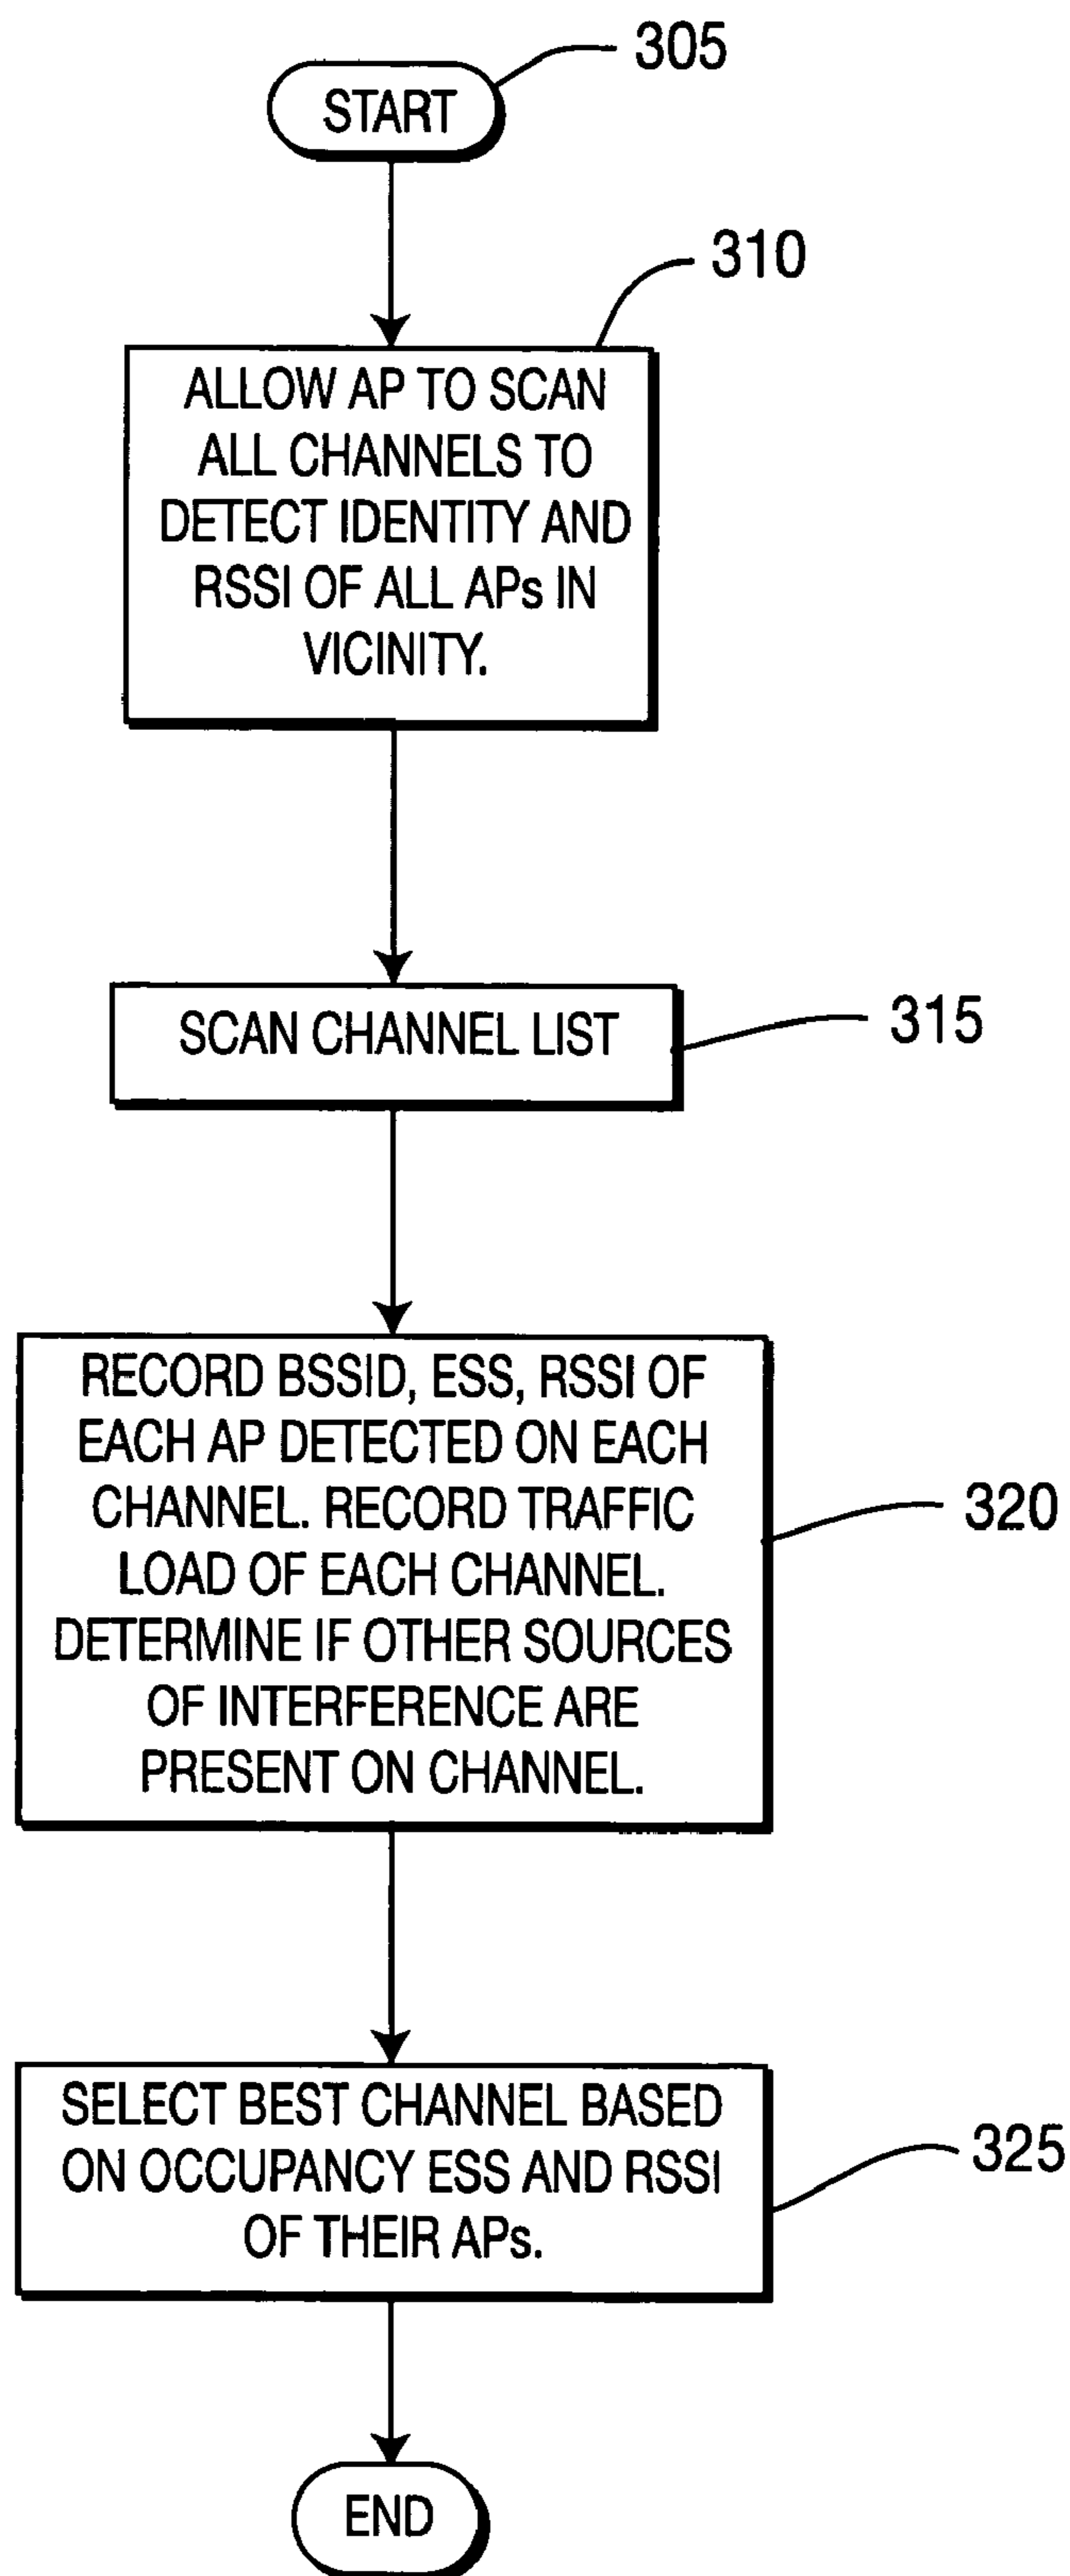 305
START
310
ALLOW AP TO SCAN
ALL CHANNELS TO
DETECT IDENTITY AND
RSSI OF ALL APs IN
VICINITY.
SCAN CHANNEL LIST
315
RECORD BSSID, ESS, RSSI OF
EACH AP DETECTED ON EACH
CHANNEL. RECORD TRAFFIC
LOAD OF EACH CHANNEL.
DETERMINE IF OTHER SOURCES
OF INTERFERENCE ARE
PRESENT ON CHANNEL.
320
SELECT BEST CHANNEL BASED
ON OCCUPANCY ESS AND RSSI
OF THEIR APs.
325
END